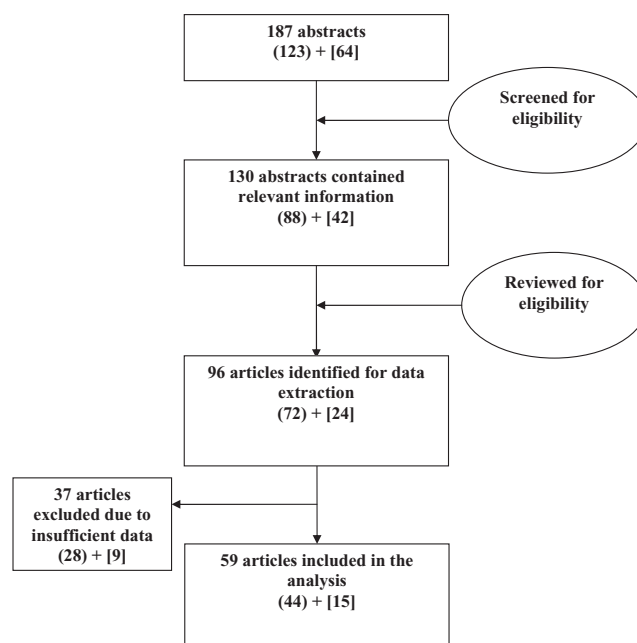 187 abstracts
(123) + [64]
Screened for
eligibility
130 abstracts contained
relevant information
(88) + [42]
Reviewed for
eligibility
96 articles identified for data
extraction
(72) + [24]
37 articles
excluded due to
insufficient data
(28) + [9]
59 articles included in the
analysis
(44) + [15]